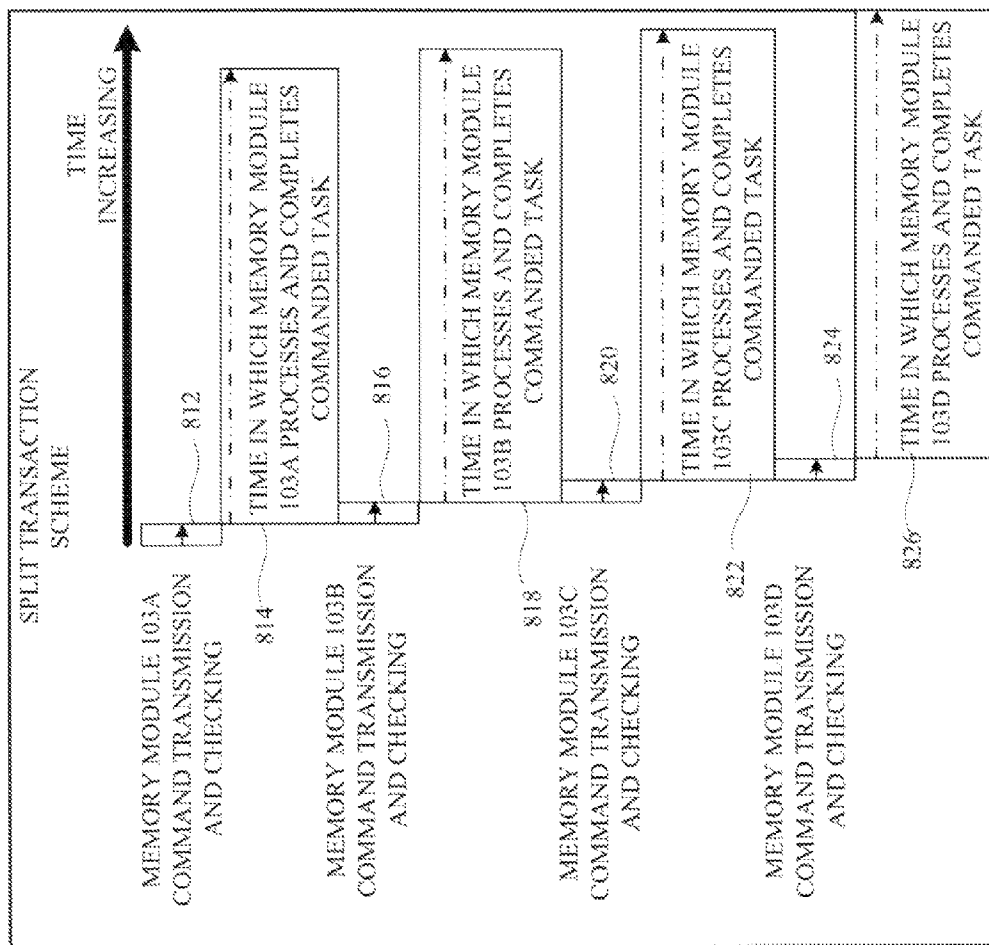 SPLIT TRANSACTION
SCHEME
TIME
INCREASING
MEMORY MODULE 103A
COMMAND TRANSMISSION
AND CHECKING
812
814
TIME IN WHICH MEMORY MODULE
103A PROCESSES AND COMPLETES
COMMANDED TASK
MEMORY MODULE 103B
COMMAND TRANSMISSION
AND CHECKING
816
818
TIME IN WHICH MEMORY MODULE
103B PROCESSES AND COMPLETES
COMMANDED TASK
MEMORY MODULE 103C
COMMAND TRANSMISSION
AND CHECKING
820
822
TIME IN WHICH MEMORY MODULE
103C PROCESSES AND COMPLETES
COMMANDED TASK
MEMORY MODULE 103D
COMMAND TRANSMISSION
AND CHECKING
824
826
TIME IN WHICH MEMORY MODULE
103D PROCESSES AND COMPLETES
COMMANDED TASK